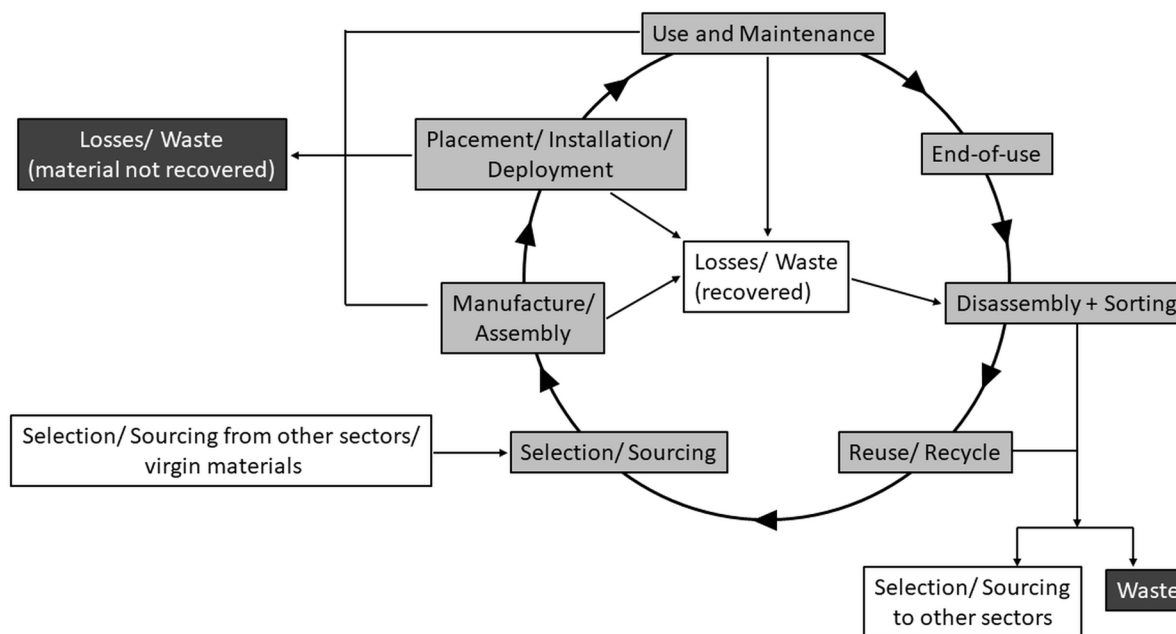 Use and Maintenance
Losses/ Waste
(material not recovered)
Placement/ Installation/
Deployment
End-of-use
Losses/ Waste
(recovered)
Manufacture/
Assembly
Disassembly + Sorting
Selection/ Sourcing from other sectors/
virgin materials
Selection/ Sourcing
Reuse/ Recycle
Selection/ Sourcing
to other sectors
Waste